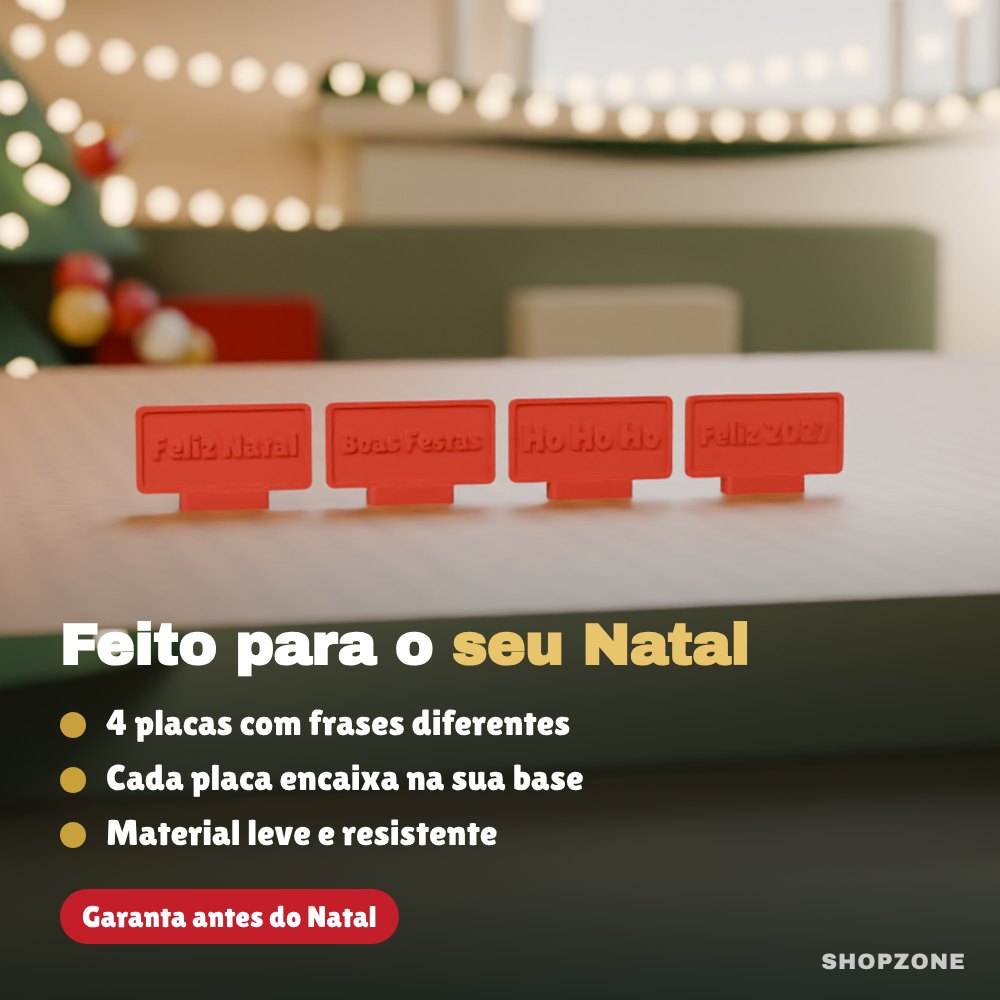 Feliz Natal
Boas Festas
Ho Ho Ho
Feliz 2027
Feito para o seu Natal
4 placas com frases diferentes
Cada placa encaixa na sua base
Material leve e resistente
Garanta antes do Natal
SHOPZONE